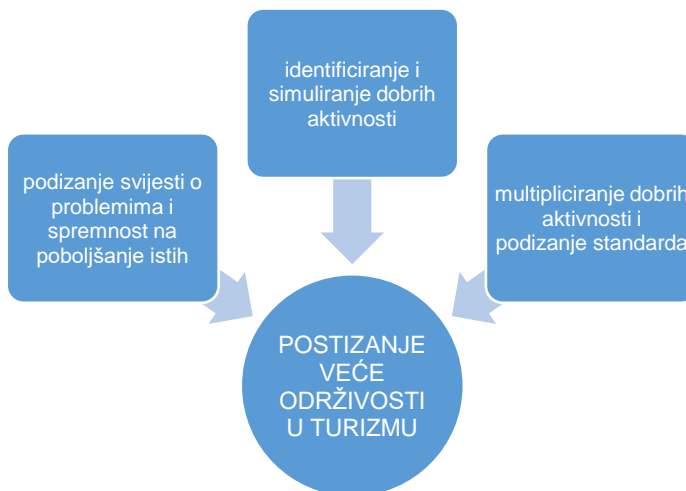 identificiranje i
simuliranje dobrih
aktivnosti
podizanje svijesti o
problemima i
spremnost na
poboljšanje istih
multipliciranje dobrih
aktivnosti i
podizanje standarda
POSTIZANJE
VEĆE
ODRŽIVOSTI
U TURIZMU